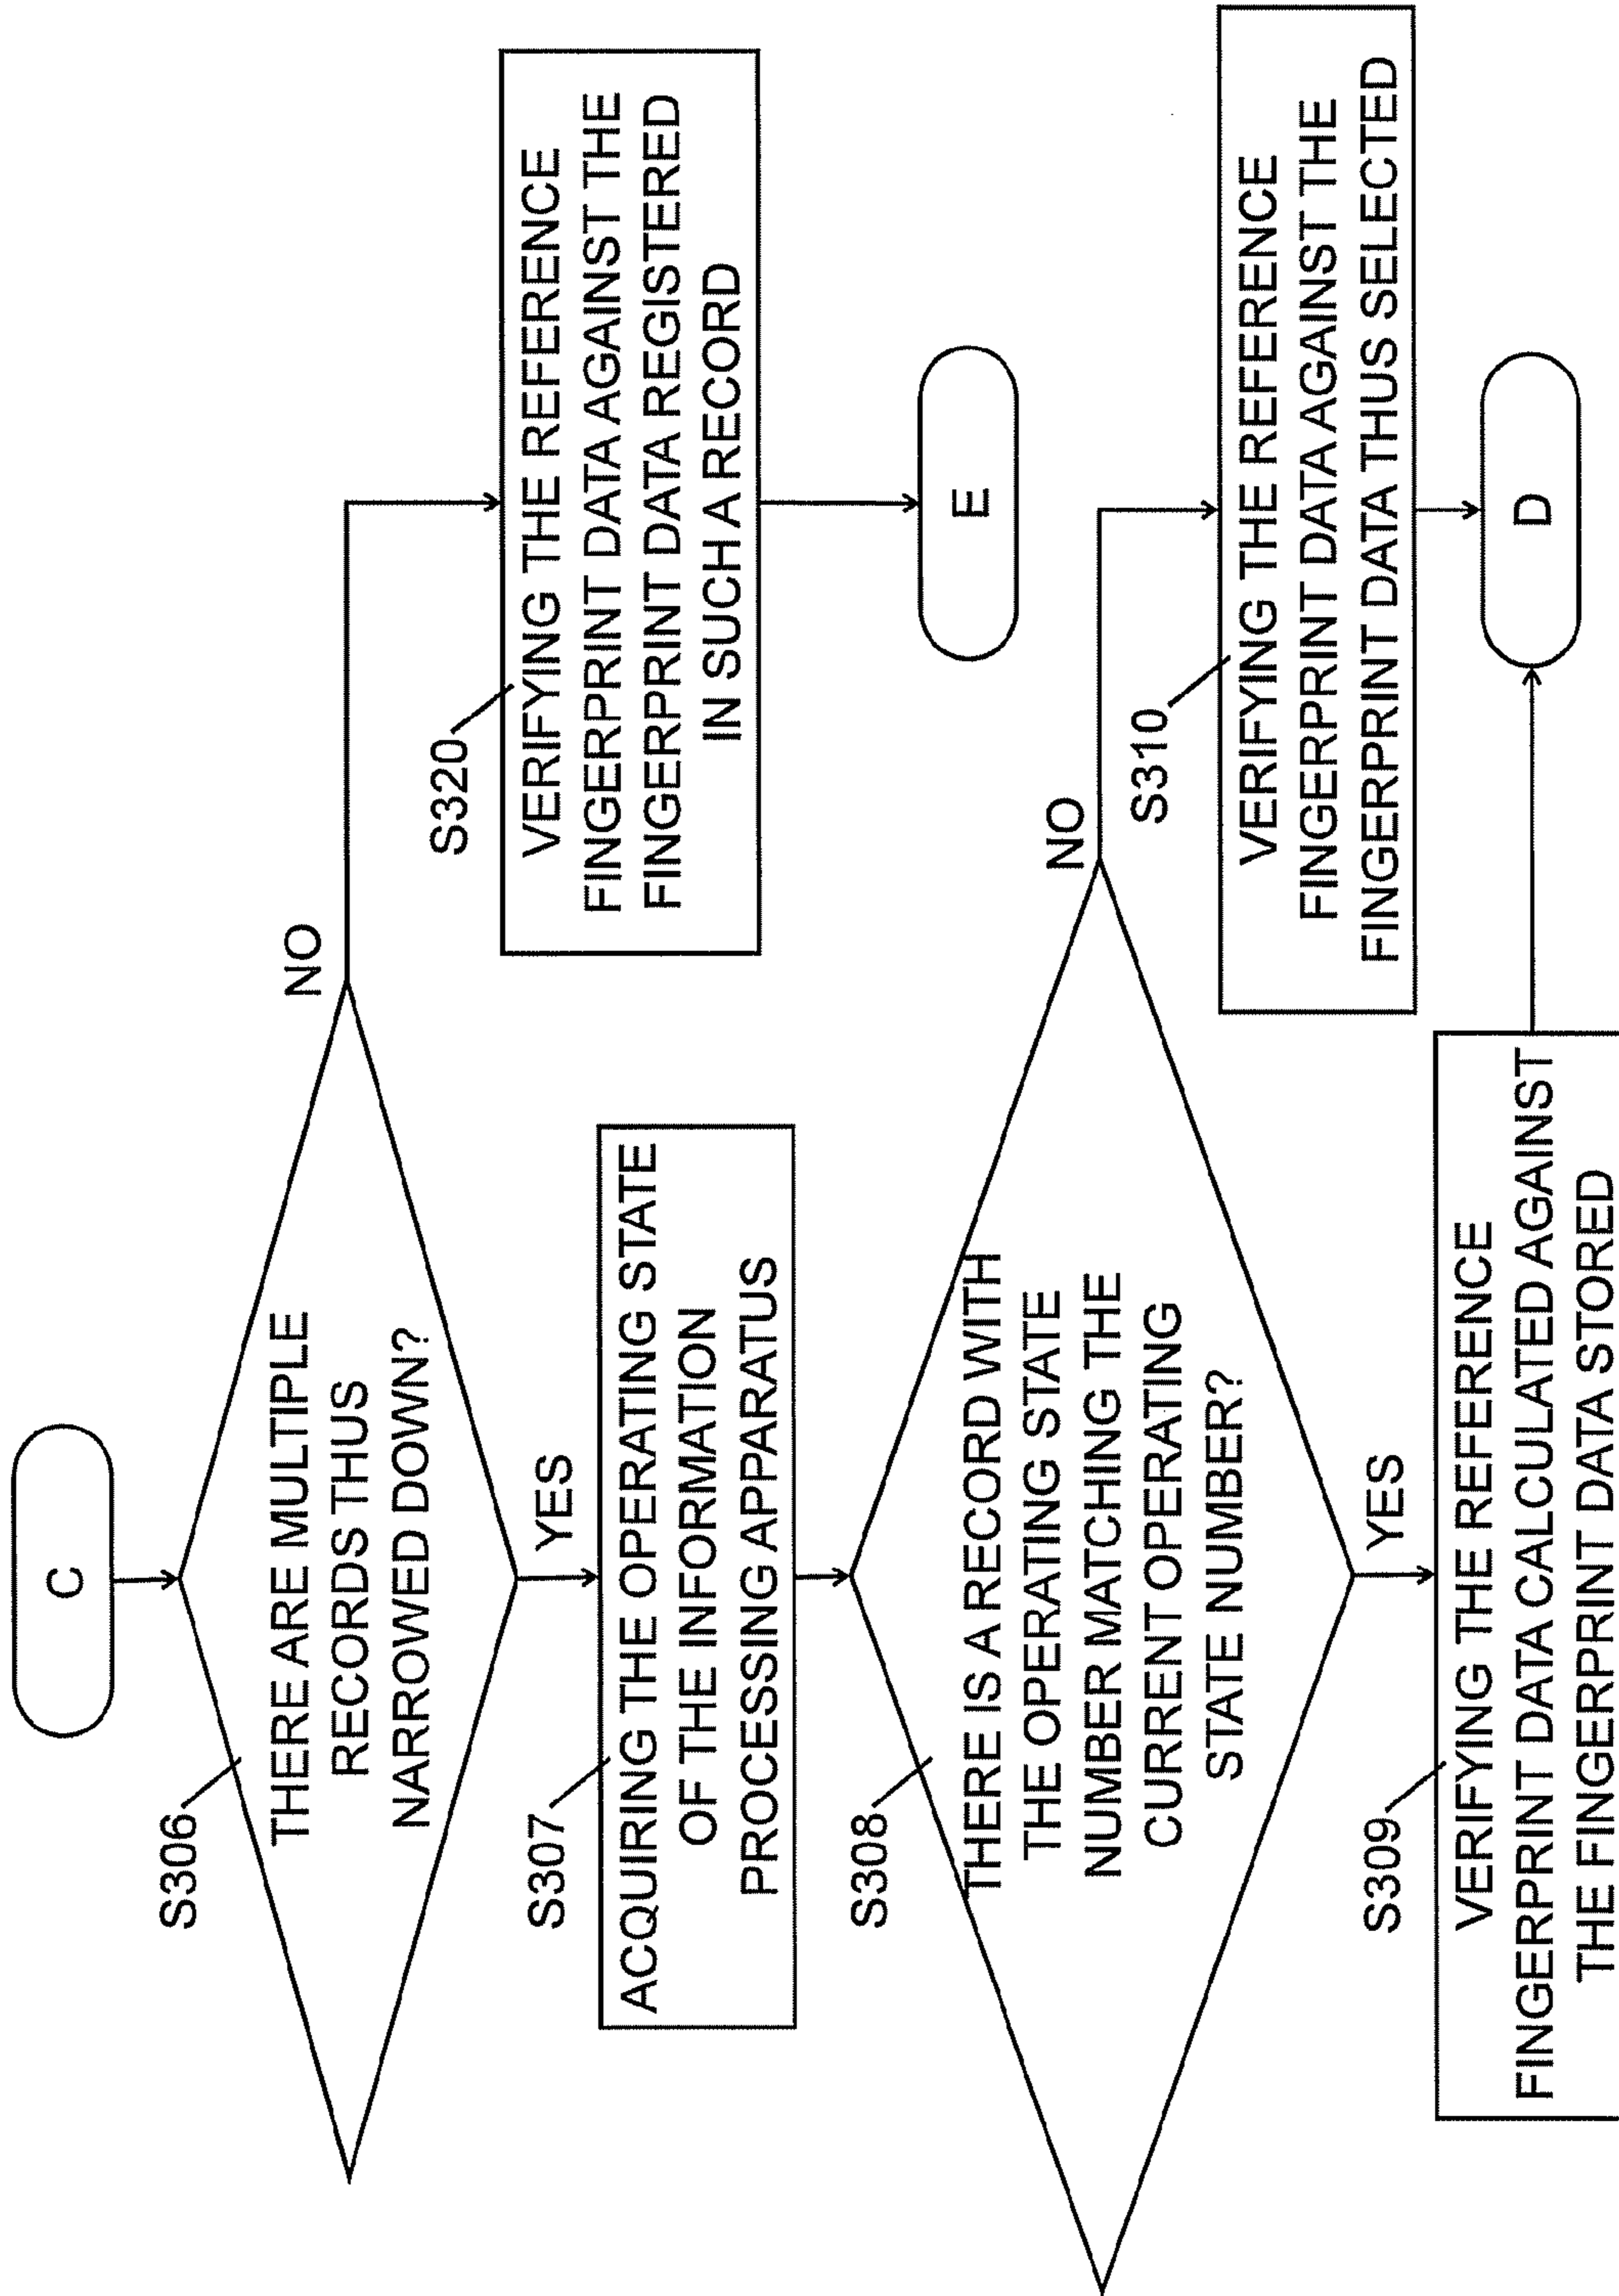 C
S306
THERE ARE MULTIPLE
RECORDS THUS
NARROWED DOWN?
NO
YES
S320
VERIFYING THE REFERENCE
FINGERPRINT DATA AGAINST THE
FINGERPRINT DATA REGISTERED
IN SUCH A RECORD
E
S307
ACQUIRING THE OPERATING STATE
OF THE INFORMATION
PROCESSING APPARATUS
S308
THERE IS A RECORD WITH
THE OPERATING STATE
NUMBER MATCHING THE
CURRENT OPERATING
STATE NUMBER?
NO
YES
S310
VERIFYING THE REFERENCE
FINGERPRINT DATA AGAINST THE
FINGERPRINT DATA THUS SELECTED
D
S309
VERIFYING THE REFERENCE
FINGERPRINT DATA CALCULATED AGAINST
THE FINGERPRINT DATA STORED